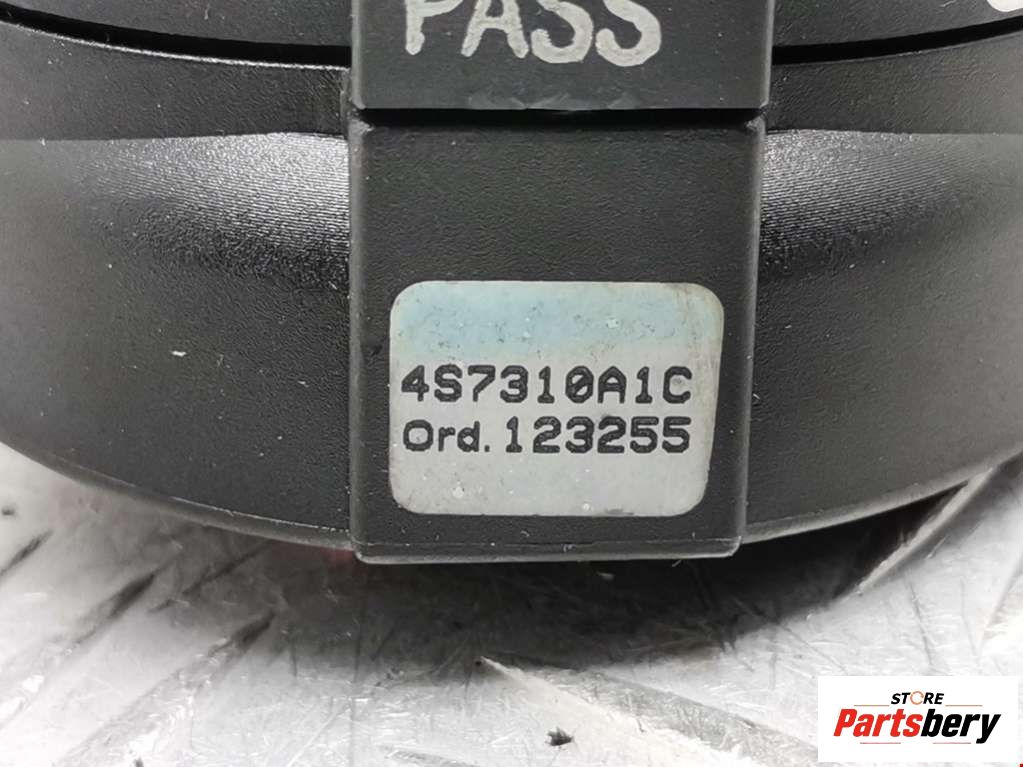 PASS
4S7310A1C
Ord. 123255
STORE
Partsbery